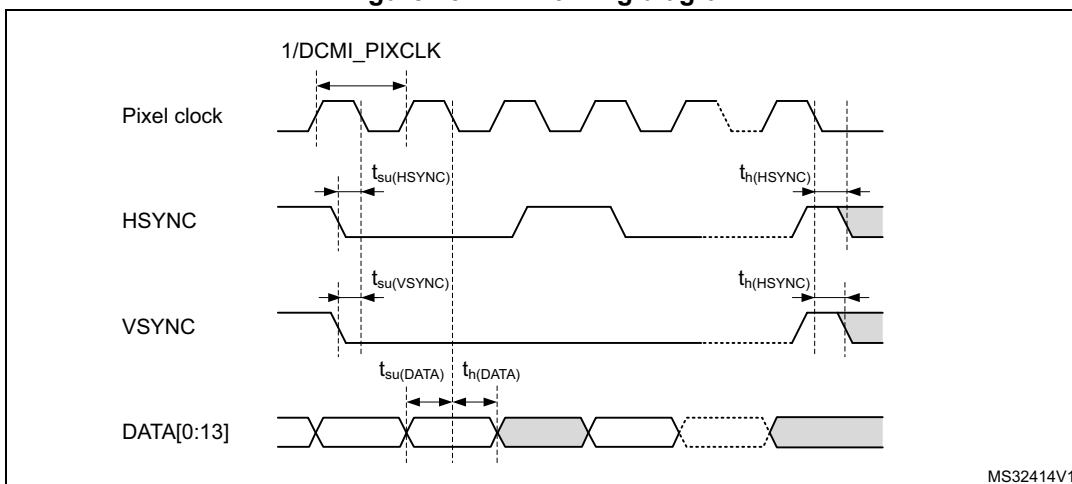 1/DCMI_PIXCLK
Pixel clock
tsu(HSYNC)
th(HSYNC)
HSYNC
tsu(VSYNC)
th(HSYNC)
VSYNC
tsu(DATA)
th(DATA)
DATA[0:13]
MS32414V1